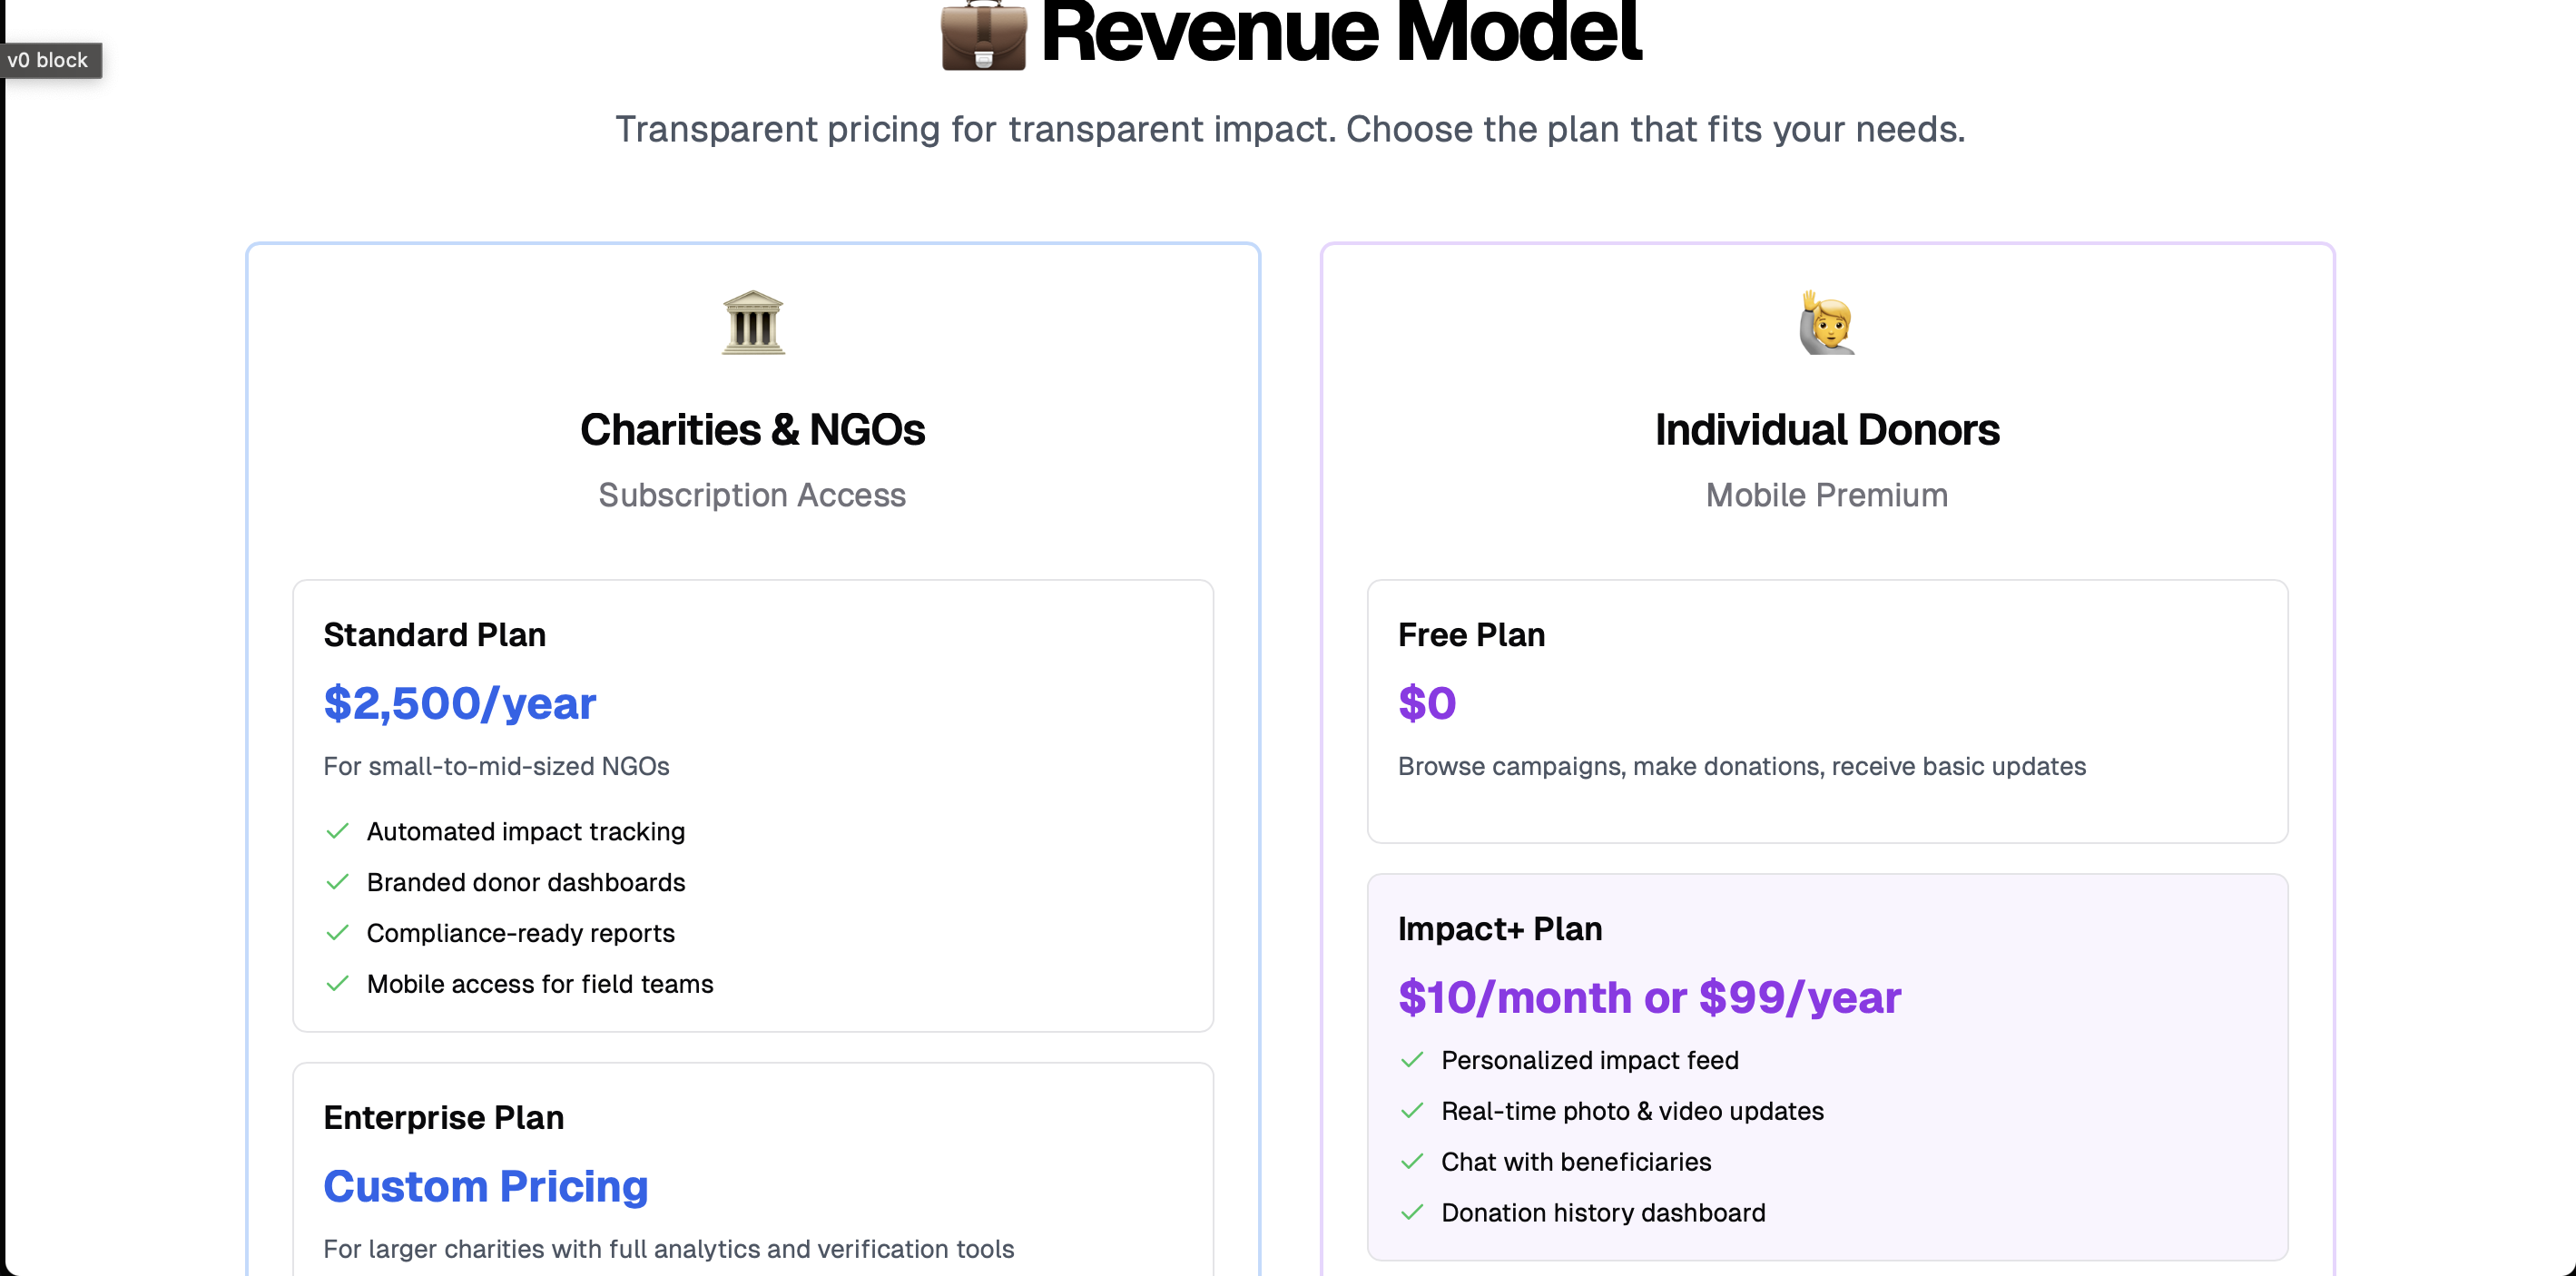 v0 block
Revenue Model
Transparent pricing for transparent impact. Choose the plan that fits your needs.
Charities & NGOs
Subscription Access
Standard Plan
$2,500/year
For small-to-mid-sized NGOs
Automated impact tracking
Branded donor dashboards
Compliance-ready reports
Mobile access for field teams
Enterprise Plan
Custom Pricing
For larger charities with full analytics and verification tools
Individual Donors
Mobile Premium
Free Plan
$0
Browse campaigns, make donations, receive basic updates
Impact+ Plan
$10/month or $99/year
Personalized impact feed
Real-time photo & video updates
Chat with beneficiaries
Donation history dashboard